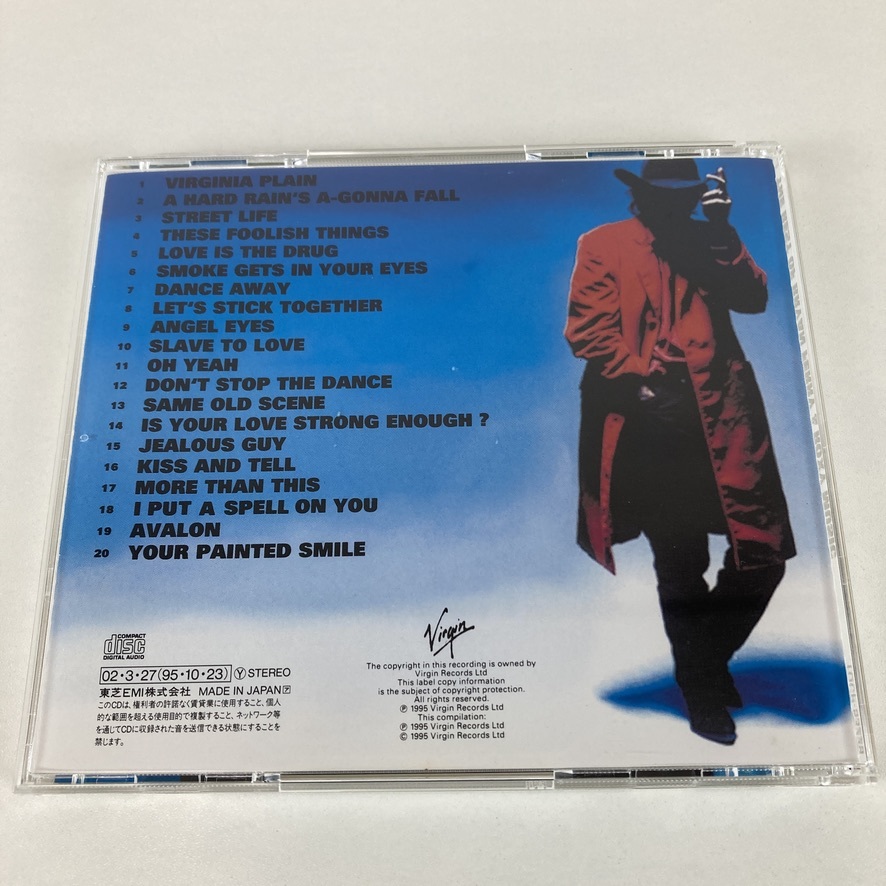 1 VIRGINIA PLAIN
2 A HARD RAIN'S A-GONNA FALL
3 STREET LIFE
4 THESE FOOLISH THINGS
5 LOVE IS THE DRUG
6 SMOKE GETS IN YOUR EYES
7 DANCE AWAY
8 LET'S STICK TOGETHER
9 ANGEL EYES
10 SLAVE TO LOVE
11 OH YEAH
12 DON'T STOP THE DANCE
13 SAME OLD SCENE
14 IS YOUR LOVE STRONG ENOUGH ?
15 JEALOUS GUY
16 KISS AND TELL
17 MORE THAN THIS
18 I PUT A SPELL ON YOU
19 AVALON
20 YOUR PAINTED SMILE
COMPACT
disc
DIGITAL AUDIO
02・3・27(95・10・23) Ⓨ STEREO
東芝EMI株式会社 MADE IN JAPAN
このCDは、権利者の許諾なく賃貸業に使用すること、個人
的な範囲を超える使用目的で複製すること、ネットワーク等
を通じてCDに収録された音を送信できる状態にすることを
禁じます。
Virgin
The copyright in this recording is owned by
Virgin Records Ltd
This label copy information
is the subject of copyright protection.
All rights reserved.
℗ 1995 Virgin Records Ltd
This compilation:
℗ 1995 Virgin Records Ltd
© 1995 Virgin Records Ltd